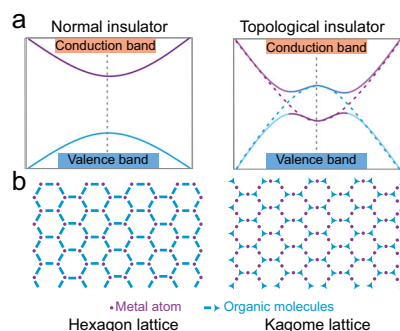 a
Normal insulator
Topological insulator
Conduction band
Conduction band
Valence band
Valence band
b
Metal atom
Organic molecules
Hexagon lattice
Kagome lattice